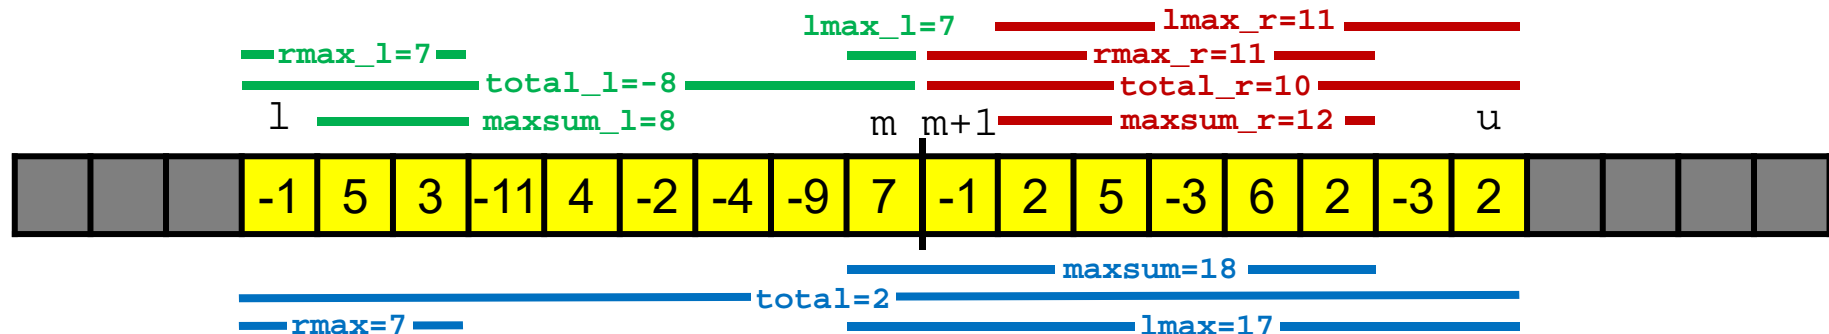 lmax_l=7 lmax_r=11
rmax_l=7 rmax_r=11
total_l=-8 total_r=10
l maxsum_l=8 m m+1 maxsum_r=12 u
-1 5 3 -11 4 -2 -4 -9 7 -1 2 5 -3 6 2 -3 2
maxsum=18
total=2
rmax=7 lmax=17